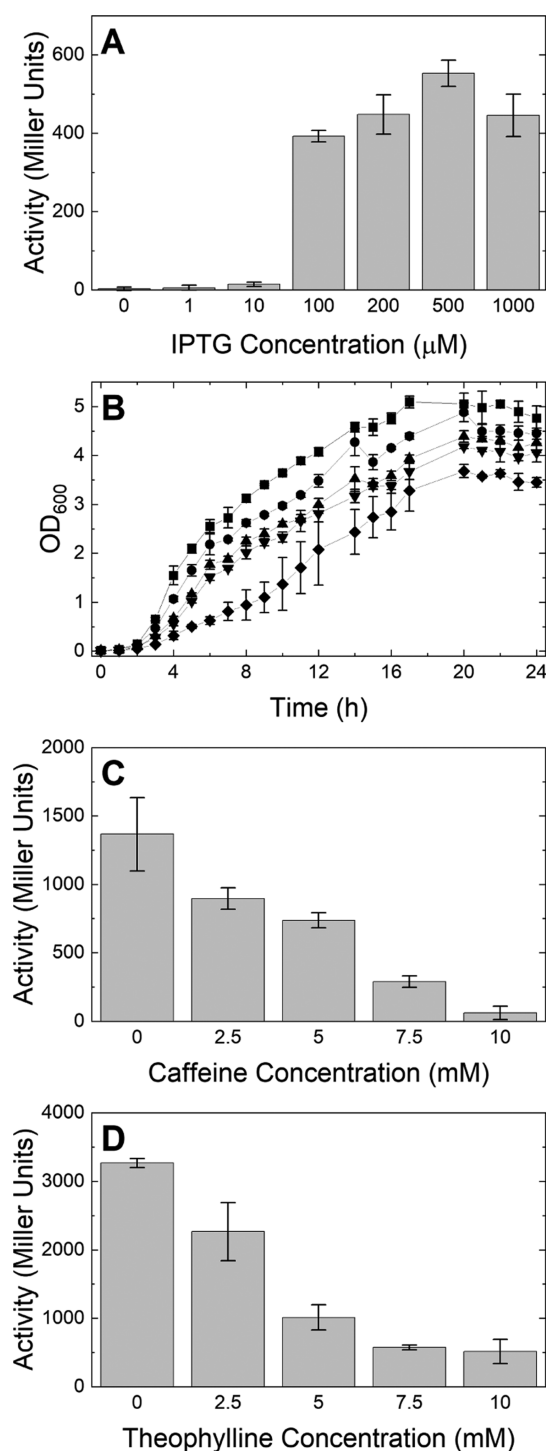 A
Activity (Miller Units)
600
400
200
0
0 1 10 100 200 500 1000
IPTG Concentration (μM)
B
OD600
5
4
3
2
1
0
0 4 8 12 16 20 24
Time (h)
C
Activity (Miller Units)
2000
1500
1000
500
0
0 2.5 5 7.5 10
Caffeine Concentration (mM)
D
Activity (Miller Units)
4000
3000
2000
1000
0
0 2.5 5 7.5 10
Theophylline Concentration (mM)